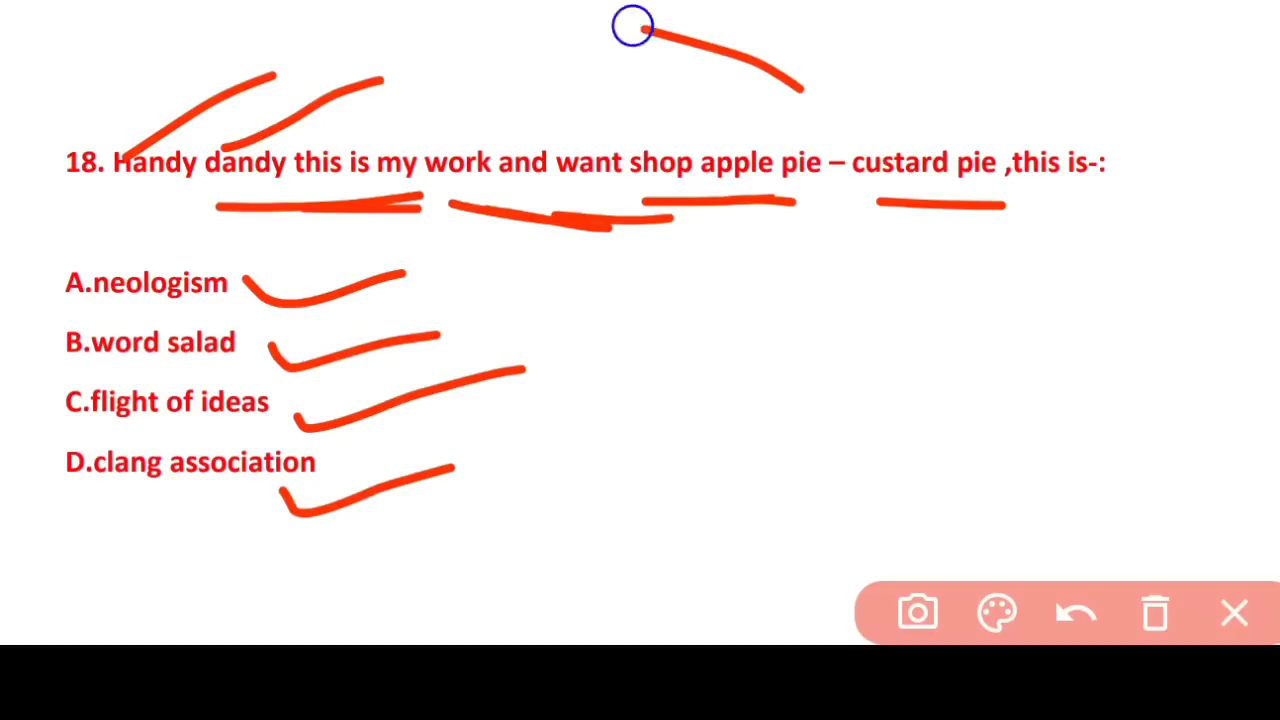 18. Handy dandy this is my work and want shop apple pie – custard pie ,this is-:
A.neologism
B.word salad
C.flight of ideas
D.clang association